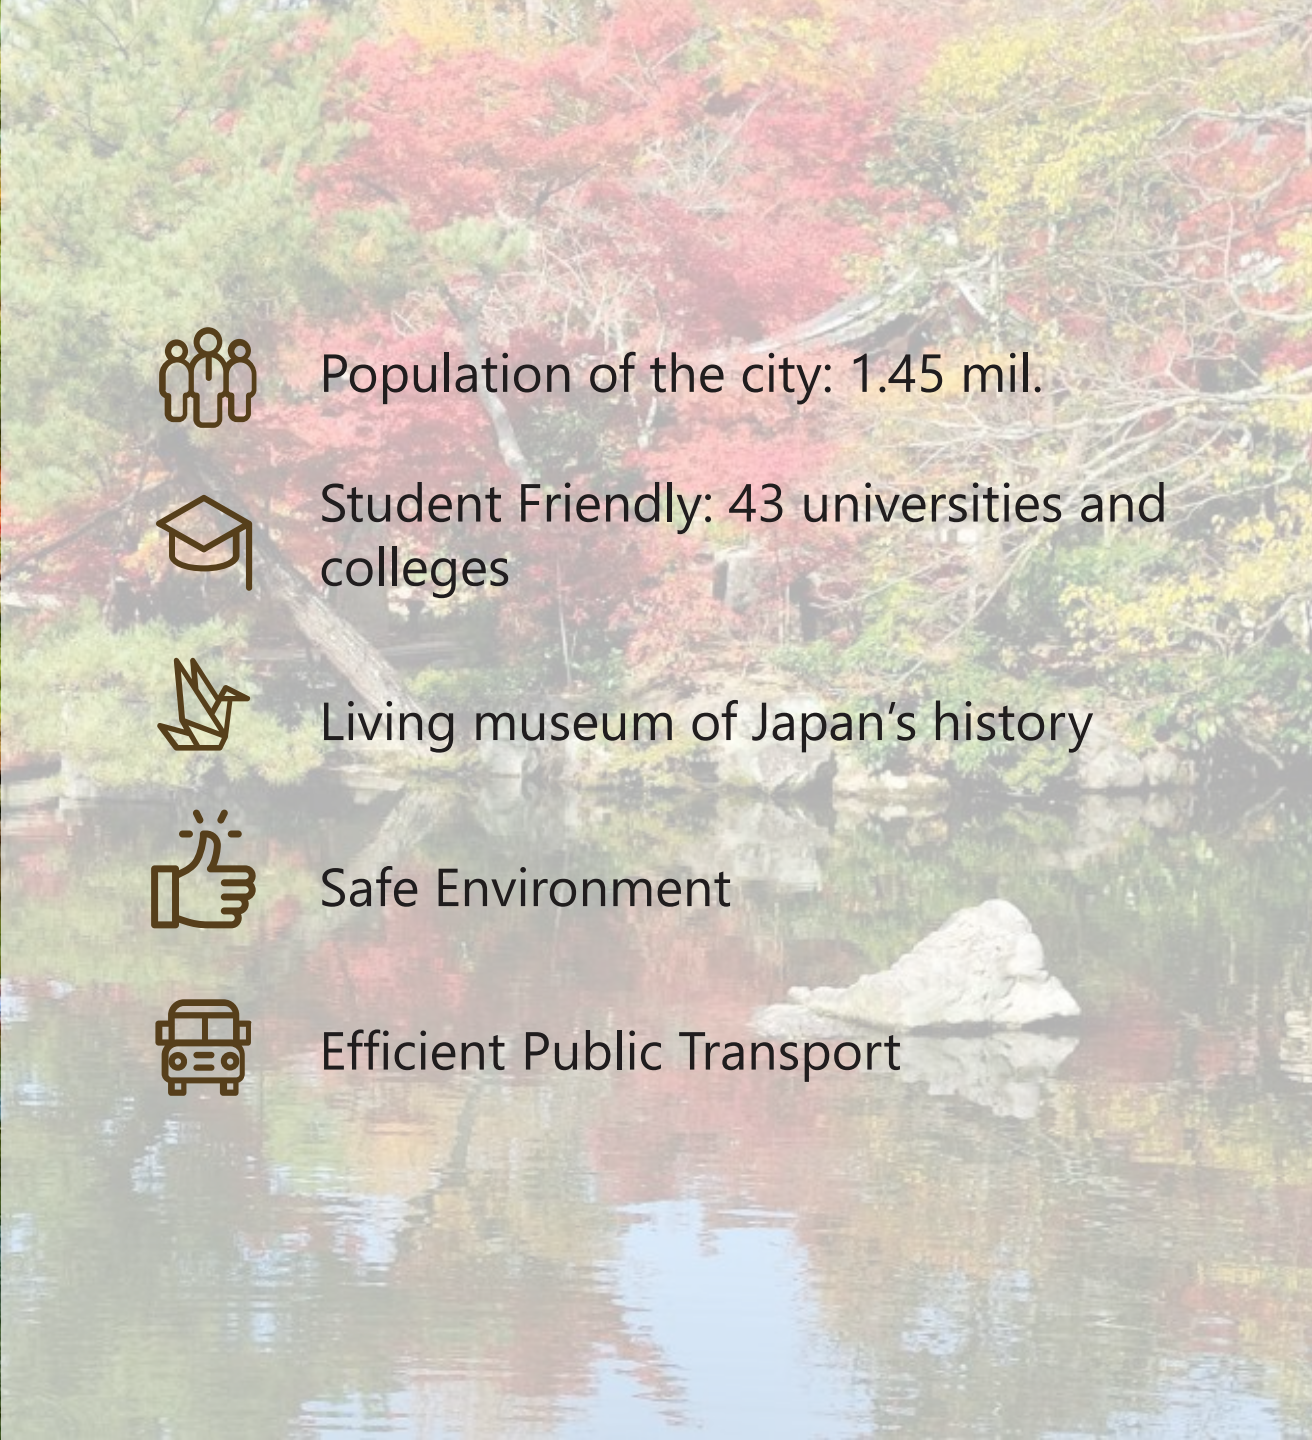 Population of the city: 1.45 mil.
Student Friendly: 43 universities and
colleges
Living museum of Japan’s history
Safe Environment
Efficient Public Transport